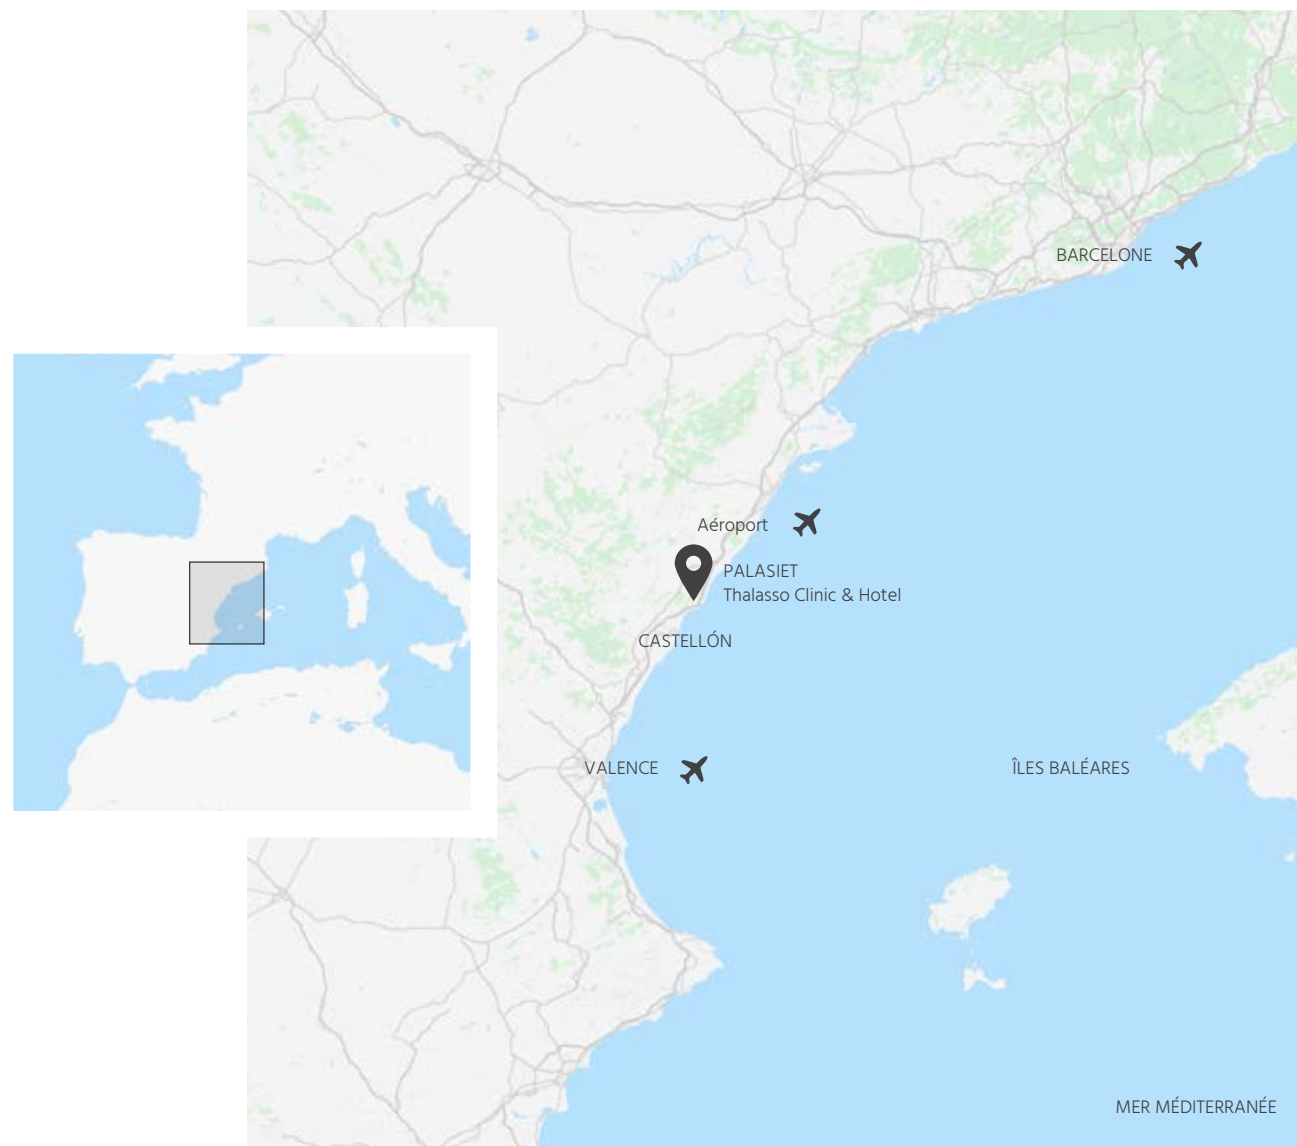 BARCELONE
Aéroport
PALASIET
Thalasso Clinic & Hotel
CASTELLÓN
VALENCE
ÎLES BALÉARES
MER MÉDITERRANÉE